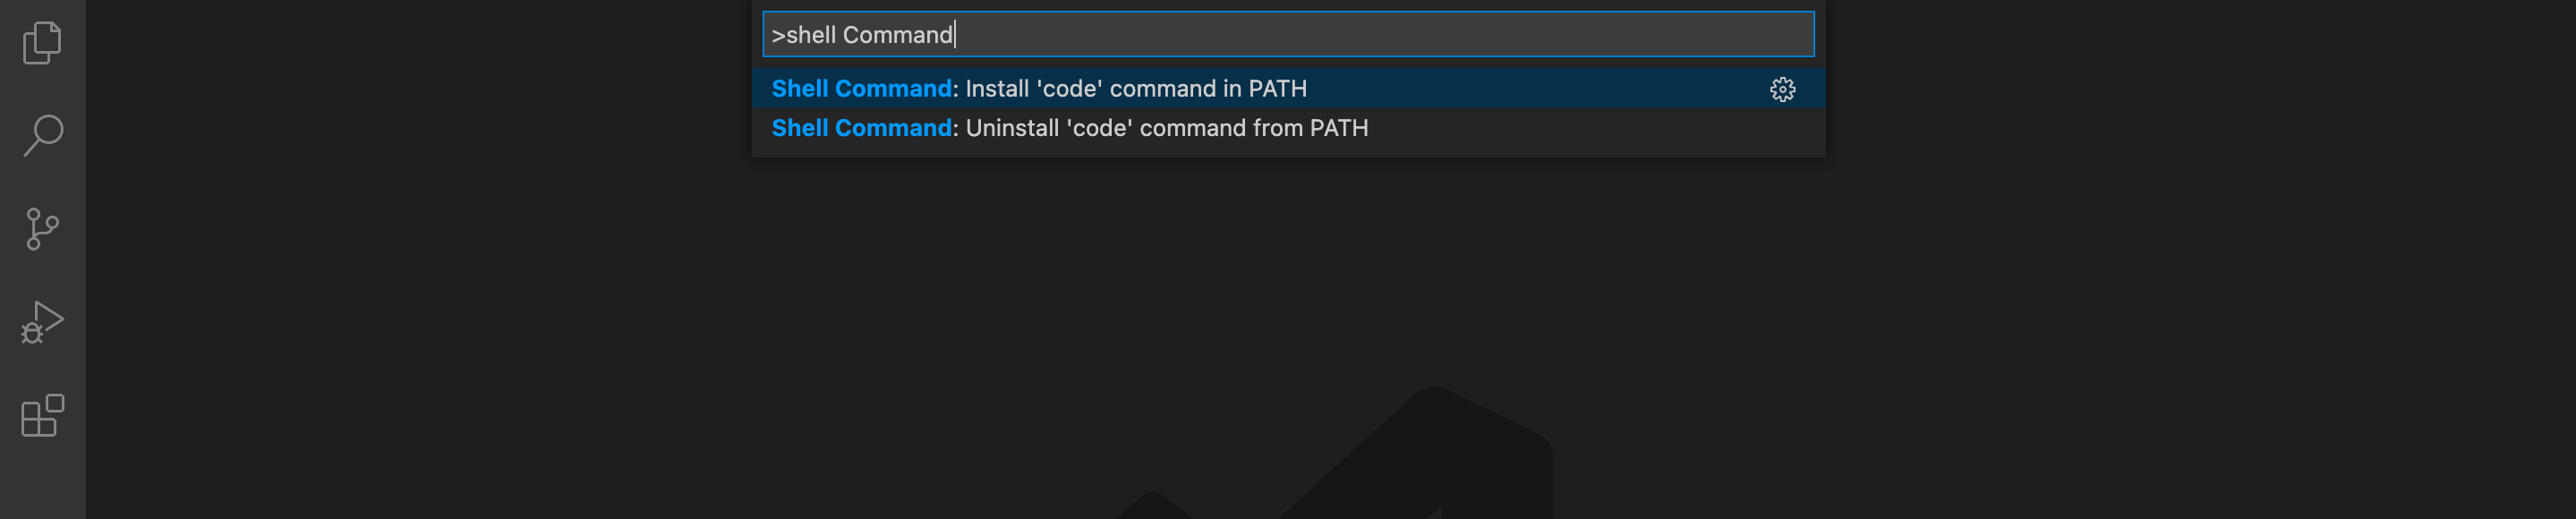 >shell Command
Shell Command: Install 'code' command in PATH
Shell Command: Uninstall 'code' command from PATH